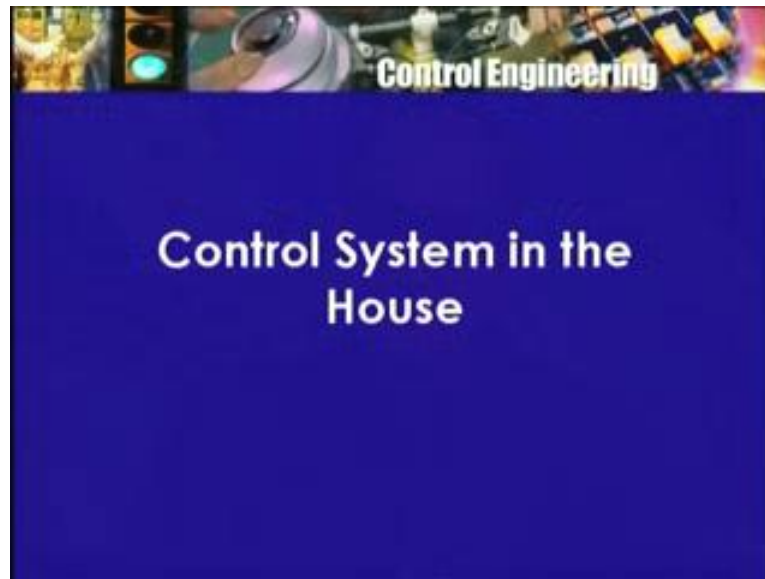 Control Engineering
Control System in the
House